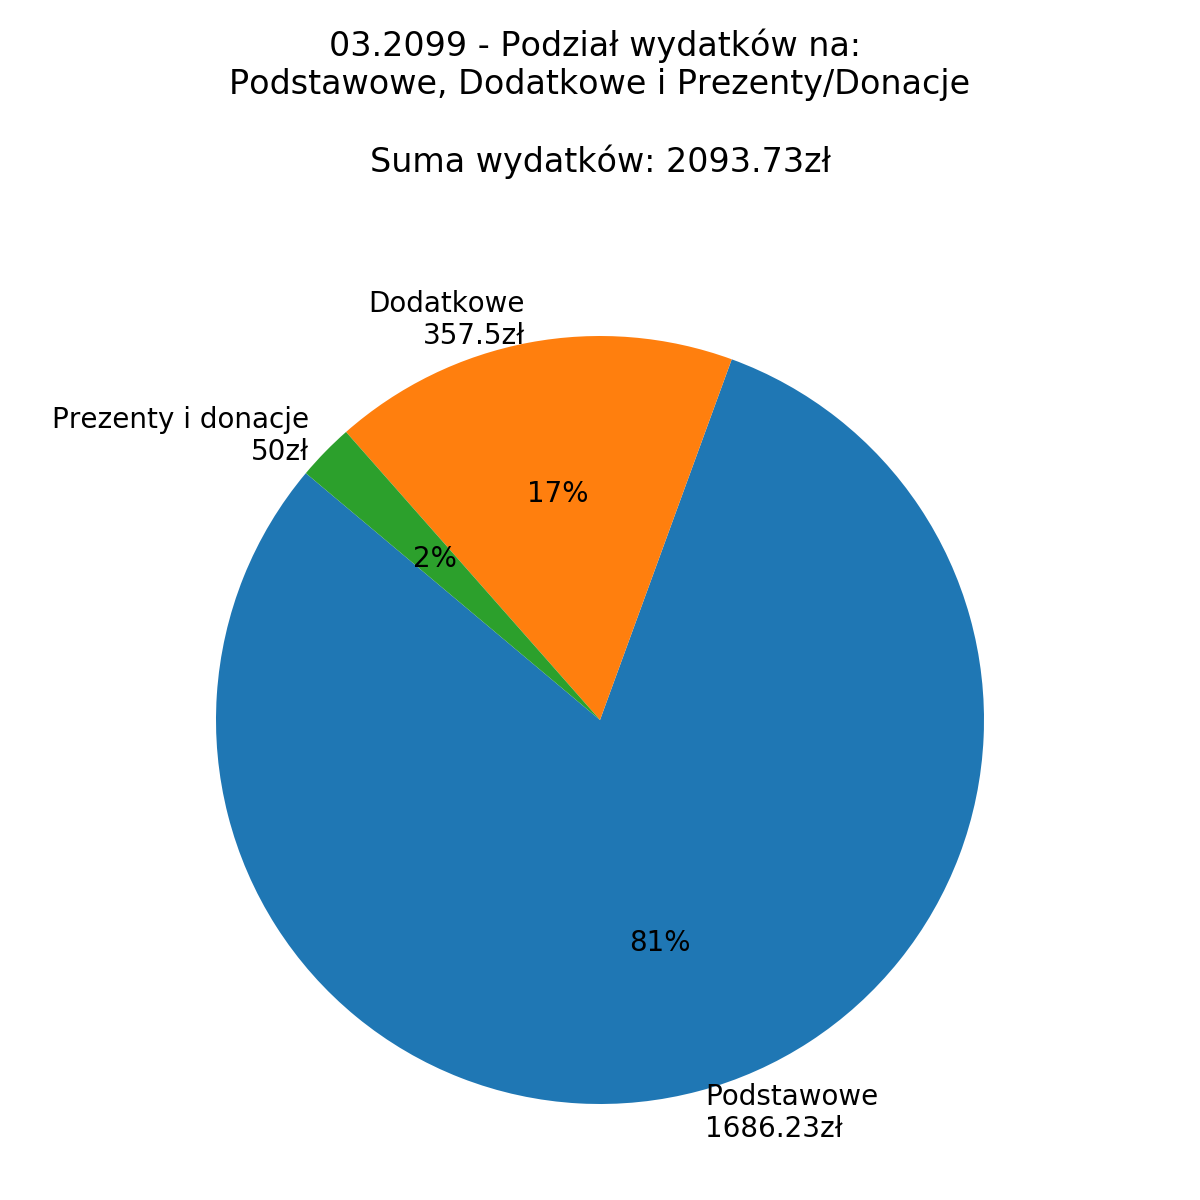 03.2099 - Podział wydatków na:
Podstawowe, Dodatkowe i Prezenty/Donacje
Suma wydatków: 2093.73zł
Dodatkowe
357.5zł
Prezenty i donacje
50zł
17%
2%
81%
Podstawowe
1686.23zł